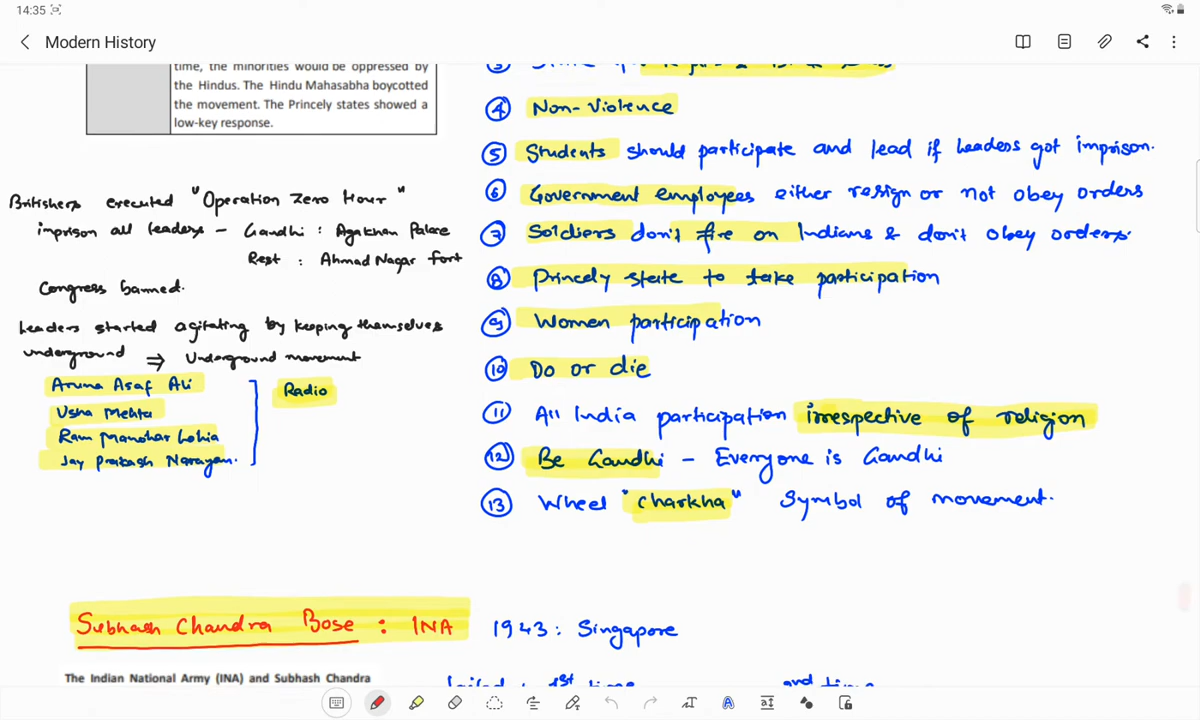 14:35
Modern History
time, the minorities would be oppressed by
the Hindus. The Hindu Mahasabha boycotted
the movement. The Princely states showed a
low-key response.
Britishers executed "Operation Zero Hour"
imprison all leaders – Gandhi : Agakhan Palace
Rest : Ahmad Nagar fort
Congress banned.
Leaders started agitating by keeping themselves
underground ⇒ Underground movement
Aruna Asaf Ali
Usha Mehta
Ram Manohar Lohia
Jay Prakash Narayan.
Radio
③
④ Non-Violence
⑤ Students should participate and lead if leaders got imprison.
⑥ Government employees either resign or not obey orders
⑦ Soldiers don't fire on Indians & don't obey orders.
⑧ Princely state to take participation
⑨ Women participation
⑩ Do or die
⑪ All India participation irrespective of religion
⑫ Be Gandhi – Everyone is Gandhi
⑬ Wheel "Charkha" Symbol of movement.
Subhash Chandra Bose : INA 1943 : Singapore
The Indian National Army (INA) and Subhash Chandra
1st time